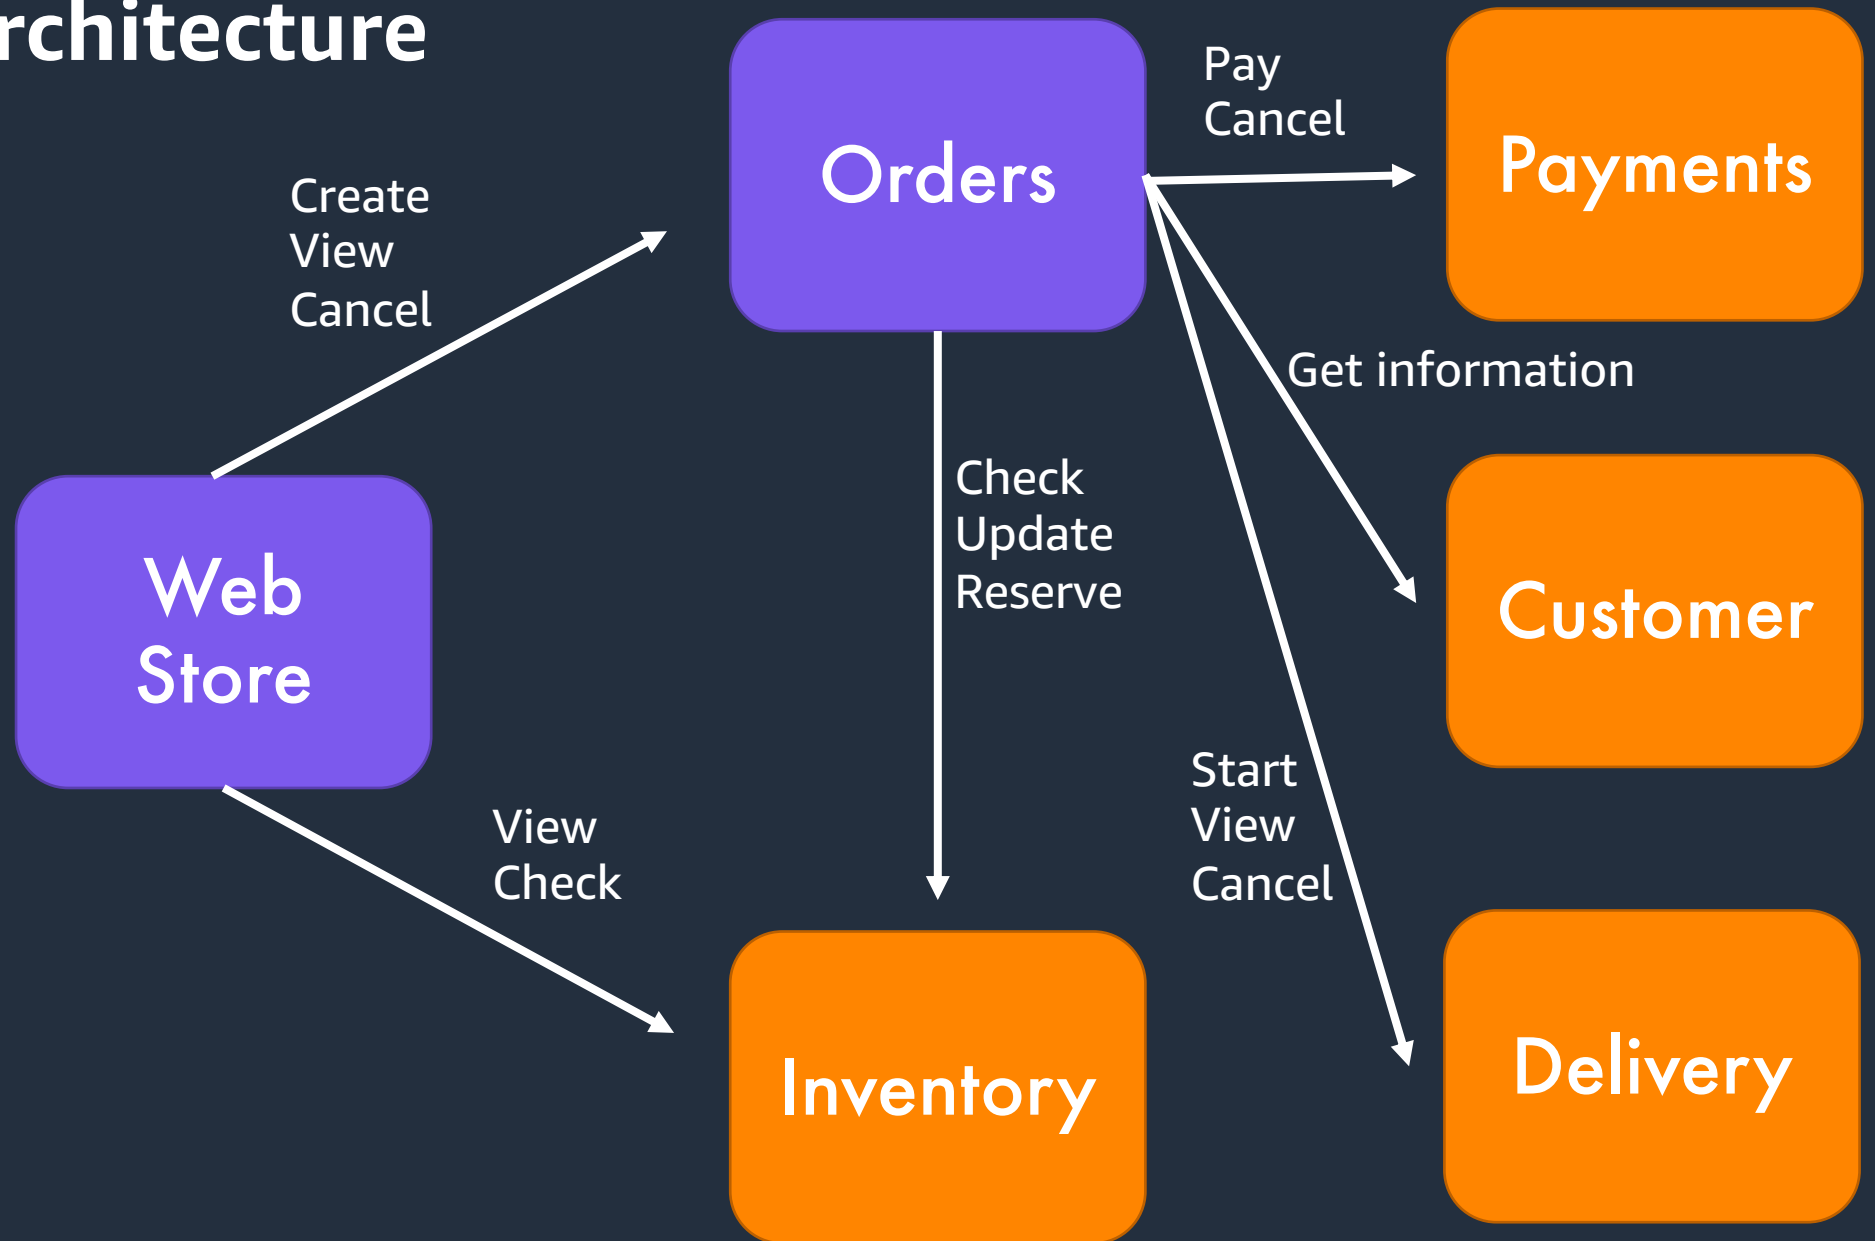 rchitecture
Orders
Pay
Cancel
Payments
Create
View
Cancel
Get information
Check
Update
Reserve
Web
Store
Customer
Start
View
Cancel
View
Check
Inventory
Delivery